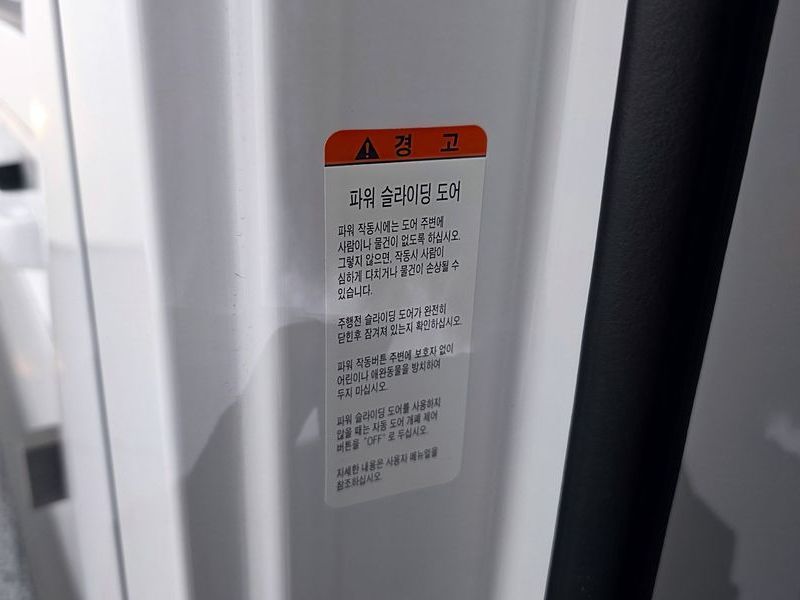 경 고
파워 슬라이딩 도어
파워 작동시에는 도어 주변에
사람이나 물건이 없도록 하십시오.
그렇지 않으면, 작동시 사람이
심하게 다치거나 물건이 손상될 수
있습니다.
주행전 슬라이딩 도어가 완전히
닫힌후 잠겨져 있는지 확인하십시오.
파워 작동버튼 주변에 보호자 없이
어린이나 애완동물을 방치하여
두지 마십시오.
파워 슬라이딩 도어를 사용하지
않을 때는 자동 도어 개폐 제어
버튼을 "OFF" 로 두십시오.
자세한 내용은 사용자 메뉴얼을
참조하십시오.